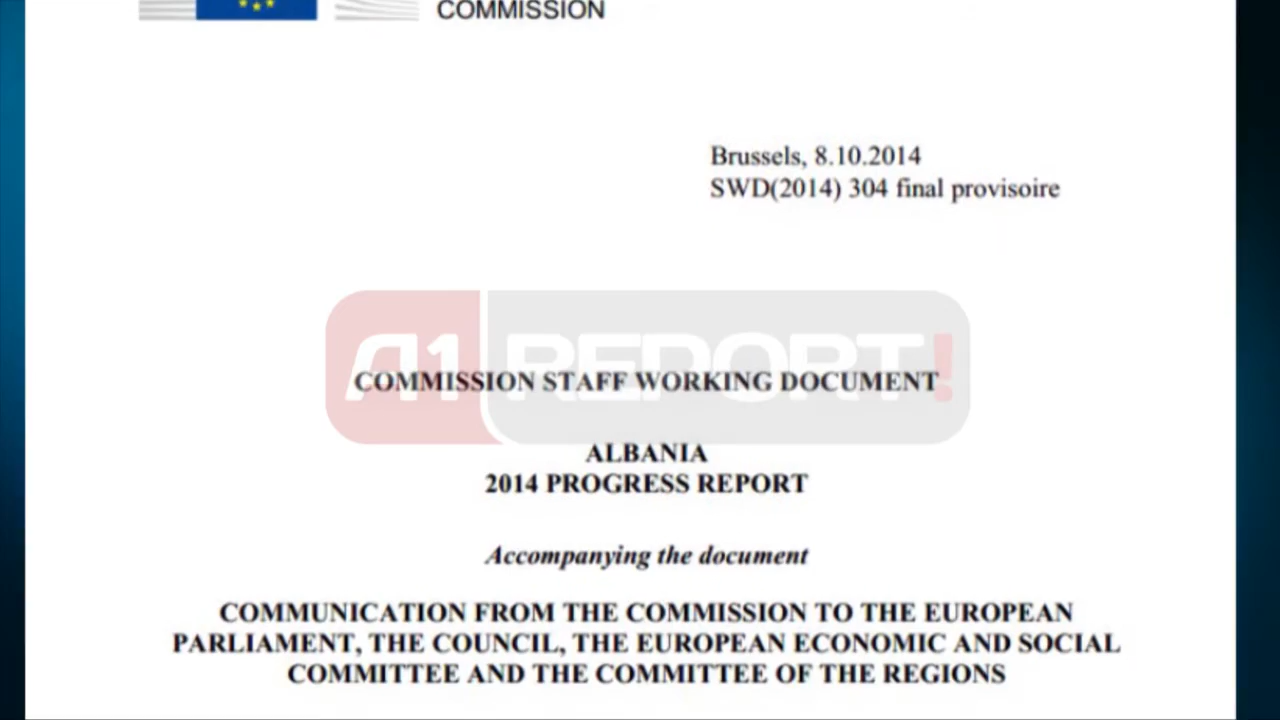 COMMISSION
Brussels, 8.10.2014
SWD(2014) 304 final provisoire
A1 REPORT!
COMMISSION STAFF WORKING DOCUMENT
ALBANIA
2014 PROGRESS REPORT
Accompanying the document
COMMUNICATION FROM THE COMMISSION TO THE EUROPEAN
PARLIAMENT, THE COUNCIL, THE EUROPEAN ECONOMIC AND SOCIAL
COMMITTEE AND THE COMMITTEE OF THE REGIONS